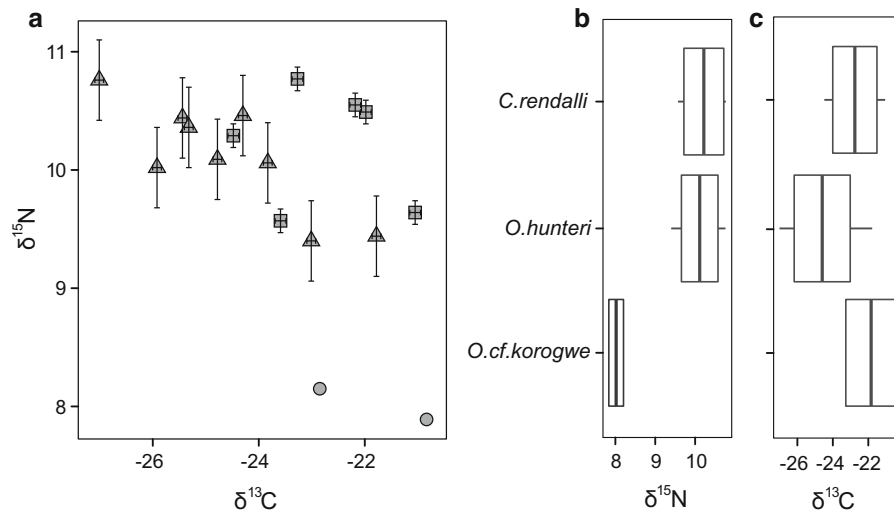 a
11
10
9
8
δ¹⁵N
-26
-24
-22
δ¹³C
b
C.rendalli
O.hunteri
O.cf.korogwe
8
9
10
δ¹⁵N
c
-26
-24
-22
δ¹³C